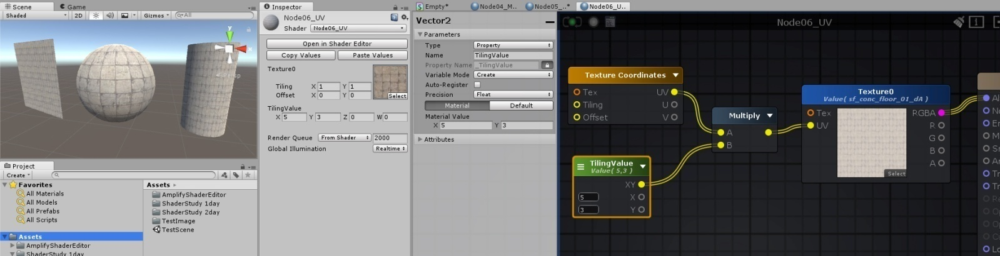 Scene
Game
Shaded
2D
Gizmos
All
y
x
Persp
Project
Create
Favorites
All Materials
All Models
All Prefabs
All Scripts
Assets
AmplifyShaderEditor
ShaderStudy 1day
Assets
AmplifyShaderEditor
ShaderStudy 1day
ShaderStudy 2day
TestImage
TestScene
Inspector
Node06_UV
Shader Node06_UV
Open in Shader Editor
Copy Values Paste Values
Texture0
Tiling X 1 Y 1
Offset X 0 Y 0
Select
TilingValue
X 5 Y 3 Z 0 W 0
Render Queue From Shader 2000
Global Illumination Realtime
Empty* Node04_M.. Node05_..* Node06_U..
Vector2
Parameters
Type Property
Name TilingValue
Property Name _TilingValue
Variable Mode Create
Auto-Register
Precision Float
Material Default
Material Value
X 5 Y 3
Attributes
Node06_UV
Texture Coordinates
Tex UV
Tiling U
Offset V
TilingValue
Value( 5,3 )
XY
5 X
3 Y
Multiply
A
B
Texture0
Value( sf_conc_floor_01_dA )
Tex RGBA
UV R
G
B
A
Select